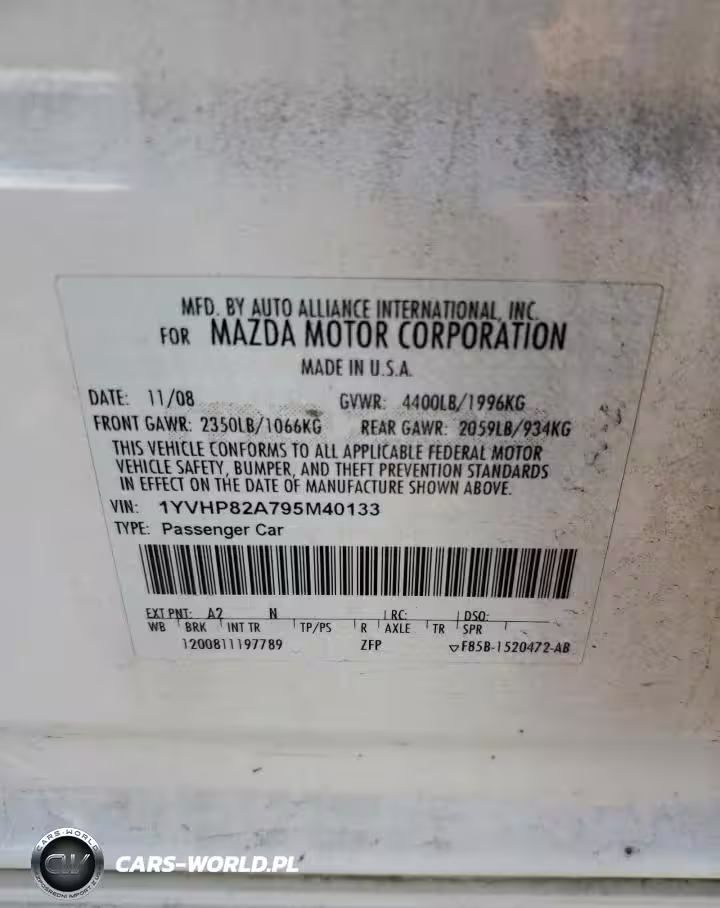 MFD. BY AUTO ALLIANCE INTERNATIONAL, INC.
FOR MAZDA MOTOR CORPORATION
MADE IN U.S.A.
DATE: 11/08 GVWR: 4400LB/1996KG
FRONT GAWR: 2350LB/1066KG REAR GAWR: 2059LB/934KG
THIS VEHICLE CONFORMS TO ALL APPLICABLE FEDERAL MOTOR
VEHICLE SAFETY, BUMPER, AND THEFT PREVENTION STANDARDS
IN EFFECT ON THE DATE OF MANUFACTURE SHOWN ABOVE.
VIN: 1YVHP82A795M40133
TYPE: Passenger Car
EXT PNT: A2 N RC: DSO:
WB BRK INT TR TP/PS R AXLE TR SPR
1200811197789 ZFP F85B-1520472-AB
CARS-WORLD
CW
CARS-WORLD.PL